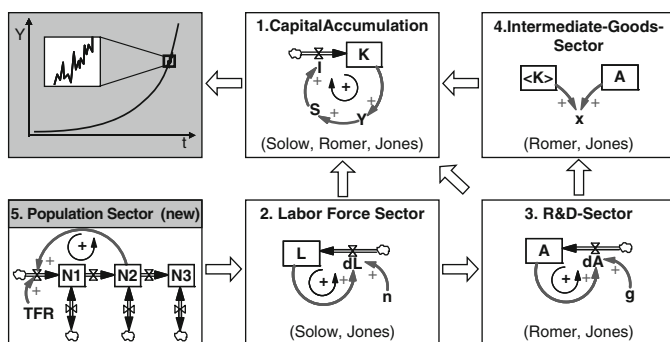 Y
t
1.CapitalAccumulation
K
I
+
S
Y
+
+
(Solow, Romer, Jones)
4.Intermediate-Goods-
Sector
<K>
A
+
+
x
(Romer, Jones)
5. Population Sector (new)
+
+
N1
N2
N3
+
TFR
2. Labor Force Sector
L
dL
+
+
+
n
(Solow, Jones)
3. R&D-Sector
A
dA
+
+
+
g
(Romer, Jones)